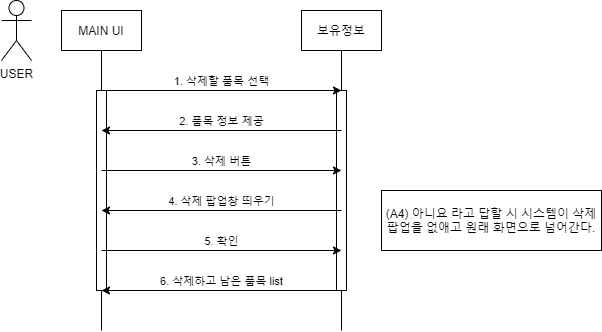 USER
MAIN UI
보유정보
1. 삭제할 품목 선택
2. 품목 정보 제공
3. 삭제 버튼
4. 삭제 팝업창 띄우기
5. 확인
6. 삭제하고 남은 품목 list
(A4) 아니요 라고 답할 시 시스템이 삭제
팝업을 없애고 원래 화면으로 넘어간다.